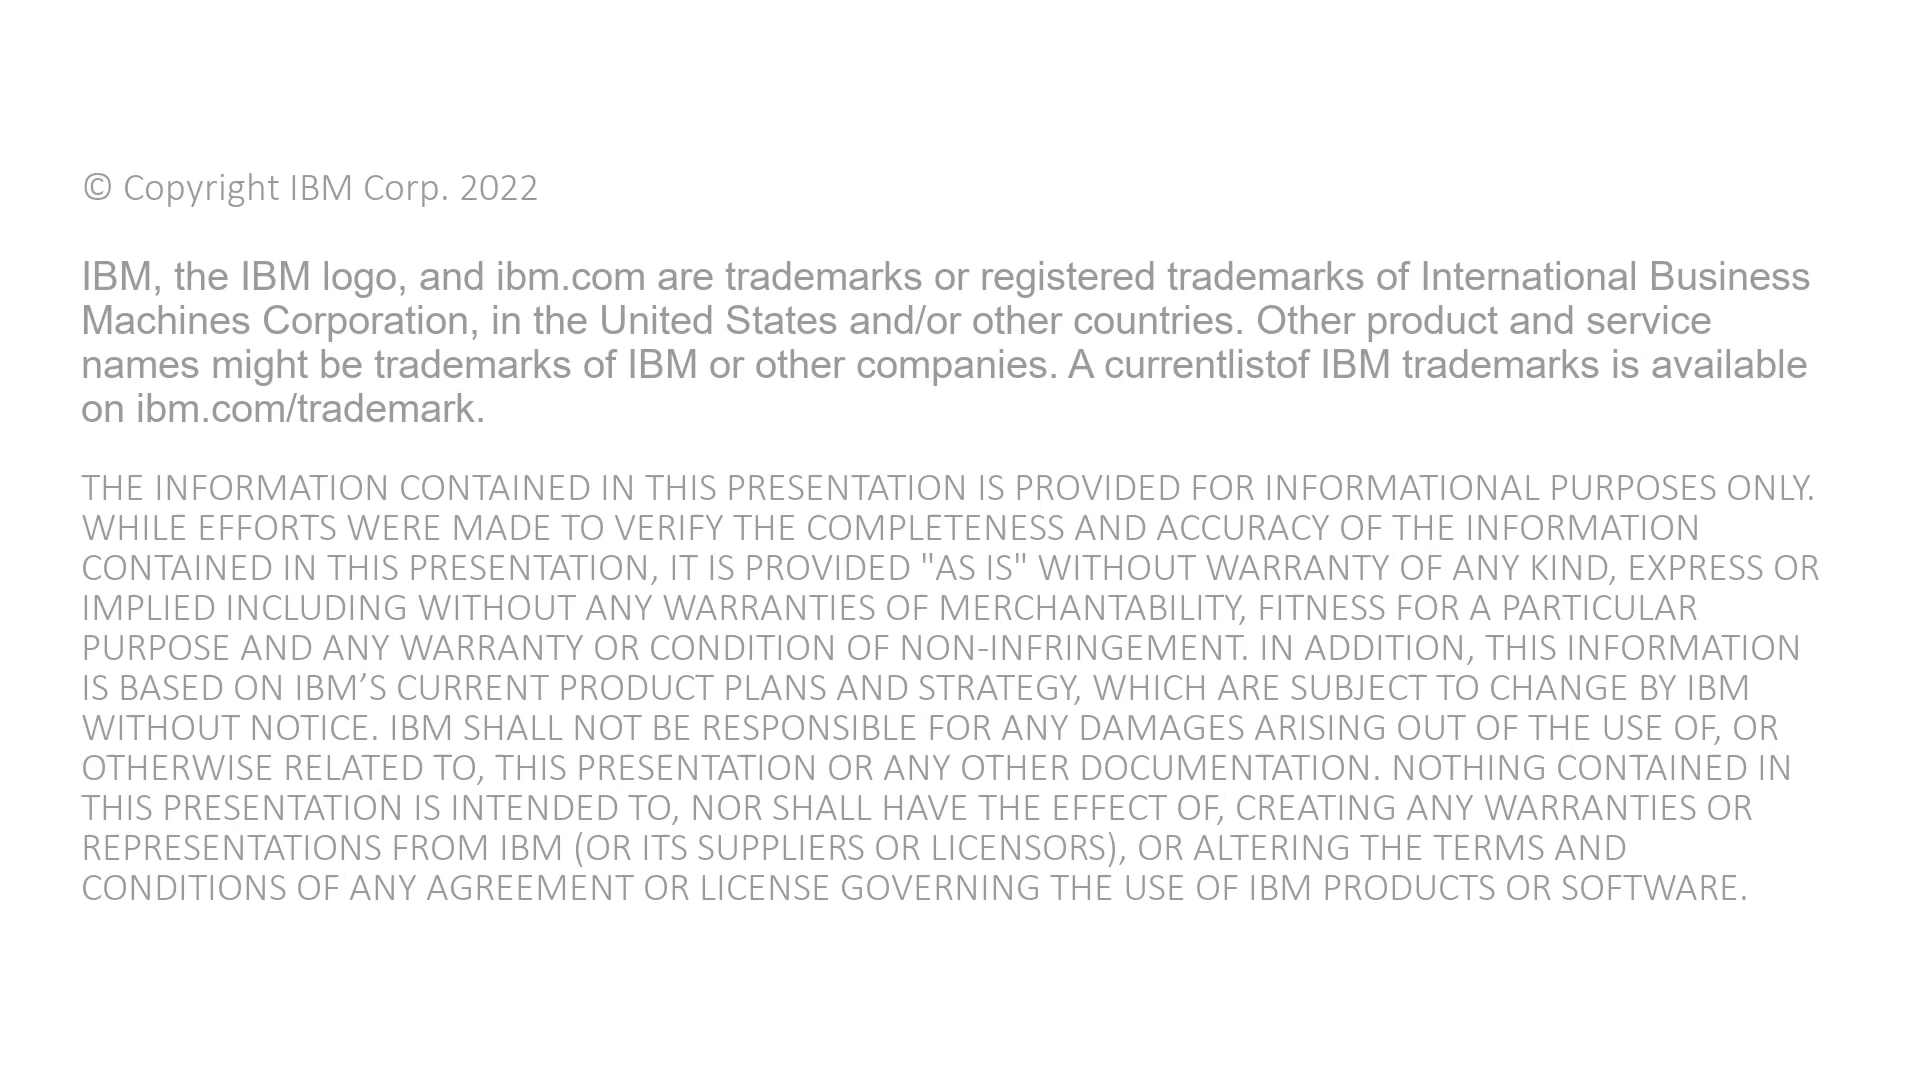 © Copyright IBM Corp. 2022
IBM, the IBM logo, and ibm.com are trademarks or registered trademarks of International Business
Machines Corporation, in the United States and/or other countries. Other product and service
names might be trademarks of IBM or other companies. A currentlistof IBM trademarks is available
on ibm.com/trademark.
THE INFORMATION CONTAINED IN THIS PRESENTATION IS PROVIDED FOR INFORMATIONAL PURPOSES ONLY.
WHILE EFFORTS WERE MADE TO VERIFY THE COMPLETENESS AND ACCURACY OF THE INFORMATION
CONTAINED IN THIS PRESENTATION, IT IS PROVIDED "AS IS" WITHOUT WARRANTY OF ANY KIND, EXPRESS OR
IMPLIED INCLUDING WITHOUT ANY WARRANTIES OF MERCHANTABILITY, FITNESS FOR A PARTICULAR
PURPOSE AND ANY WARRANTY OR CONDITION OF NON-INFRINGEMENT. IN ADDITION, THIS INFORMATION
IS BASED ON IBM’S CURRENT PRODUCT PLANS AND STRATEGY, WHICH ARE SUBJECT TO CHANGE BY IBM
WITHOUT NOTICE. IBM SHALL NOT BE RESPONSIBLE FOR ANY DAMAGES ARISING OUT OF THE USE OF, OR
OTHERWISE RELATED TO, THIS PRESENTATION OR ANY OTHER DOCUMENTATION. NOTHING CONTAINED IN
THIS PRESENTATION IS INTENDED TO, NOR SHALL HAVE THE EFFECT OF, CREATING ANY WARRANTIES OR
REPRESENTATIONS FROM IBM (OR ITS SUPPLIERS OR LICENSORS), OR ALTERING THE TERMS AND
CONDITIONS OF ANY AGREEMENT OR LICENSE GOVERNING THE USE OF IBM PRODUCTS OR SOFTWARE.